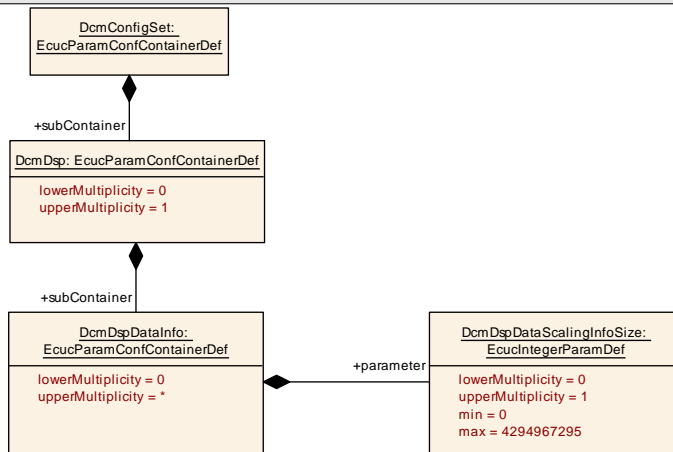 DcmConfigSet:
EcucParamConfContainerDef
+subContainer
DcmDsp: EcucParamConfContainerDef
lowerMultiplicity = 0
upperMultiplicity = 1
+subContainer
DcmDspDataInfo:
EcucParamConfContainerDef
lowerMultiplicity = 0
upperMultiplicity = *
+parameter
DcmDspDataScalingInfoSize:
EcucIntegerParamDef
lowerMultiplicity = 0
upperMultiplicity = 1
min = 0
max = 4294967295